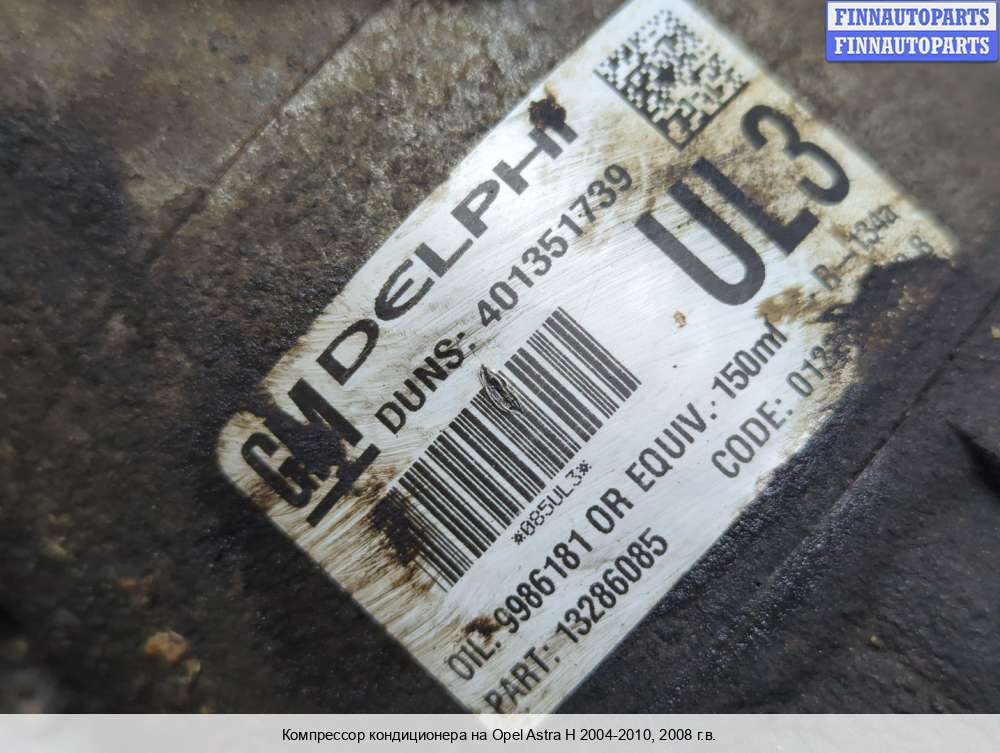 FINNAUTOPARTS
FINNAUTOPARTS
GM DELPHI
DUNS: 401351739
UL3
*085UL3*
R-134a
OIL: 9986181 OR EQUIV.: 150ml
PART: 13286085
CODE:
Компрессор кондиционера на Opel Astra H 2004-2010, 2008 г.в.